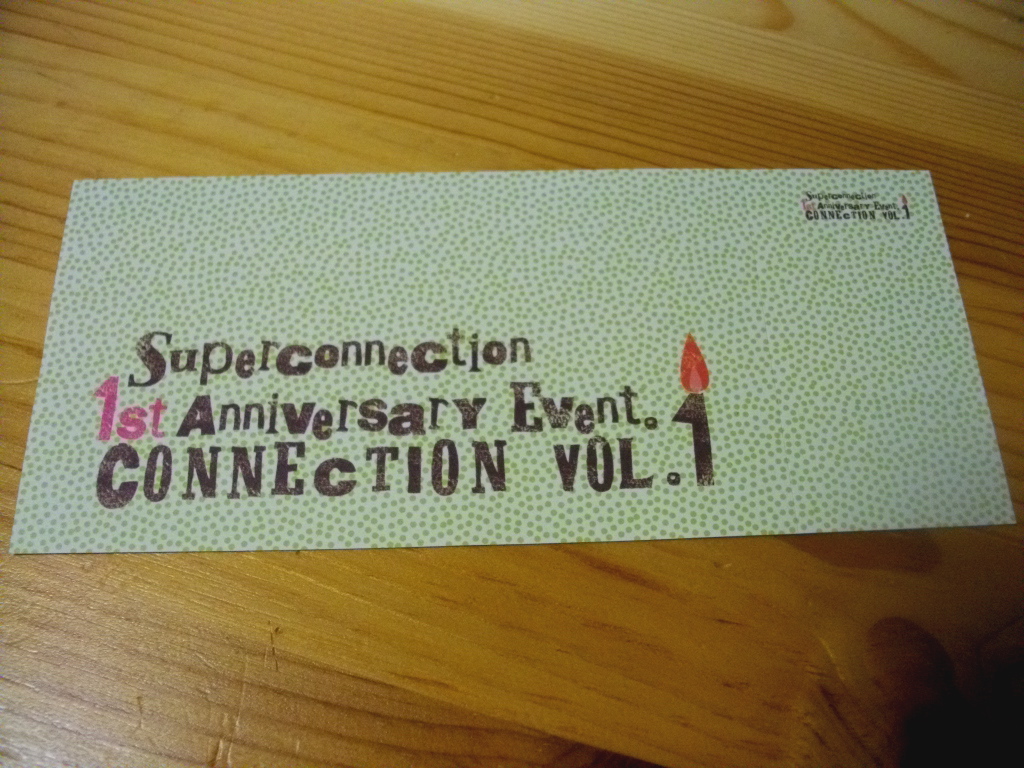 Superconnection
1st Anniversary Event.
CONNEcTION VOL.1
Superconnection
1st Anniversary Event.
CONNEcTION VOL.1